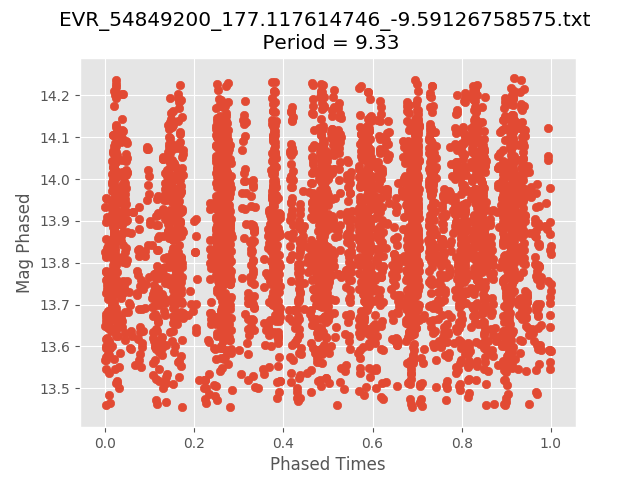 EVR_54849200_177.117614746_-9.59126758575.txt
Period = 9.33
14.2
14.1
14.0
13.9
13.8
13.7
13.6
13.5
Mag Phased
0.0 0.2 0.4 0.6 0.8 1.0
Phased Times